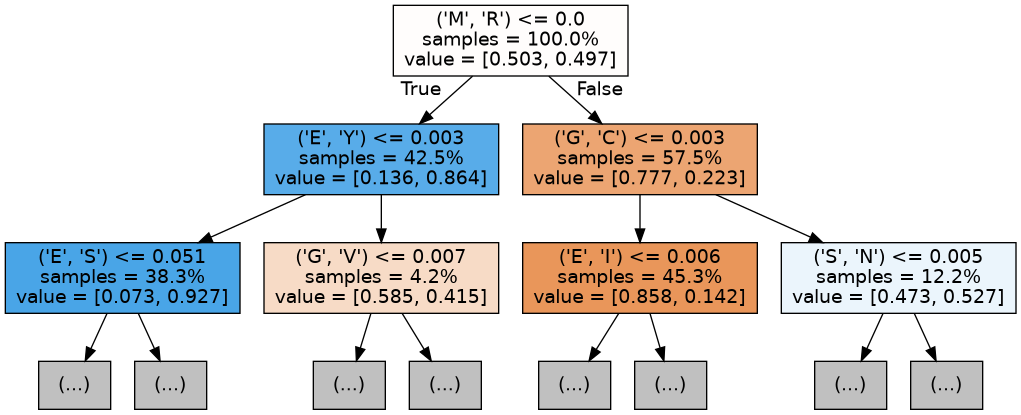 ('M', 'R') <= 0.0
samples = 100.0%
value = [0.503, 0.497]
True
False
('E', 'Y') <= 0.003
samples = 42.5%
value = [0.136, 0.864]
('G', 'C') <= 0.003
samples = 57.5%
value = [0.777, 0.223]
('E', 'S') <= 0.051
samples = 38.3%
value = [0.073, 0.927]
('G', 'V') <= 0.007
samples = 4.2%
value = [0.585, 0.415]
('E', 'I') <= 0.006
samples = 45.3%
value = [0.858, 0.142]
('S', 'N') <= 0.005
samples = 12.2%
value = [0.473, 0.527]
(...)
(...)
(...)
(...)
(...)
(...)
(...)
(...)